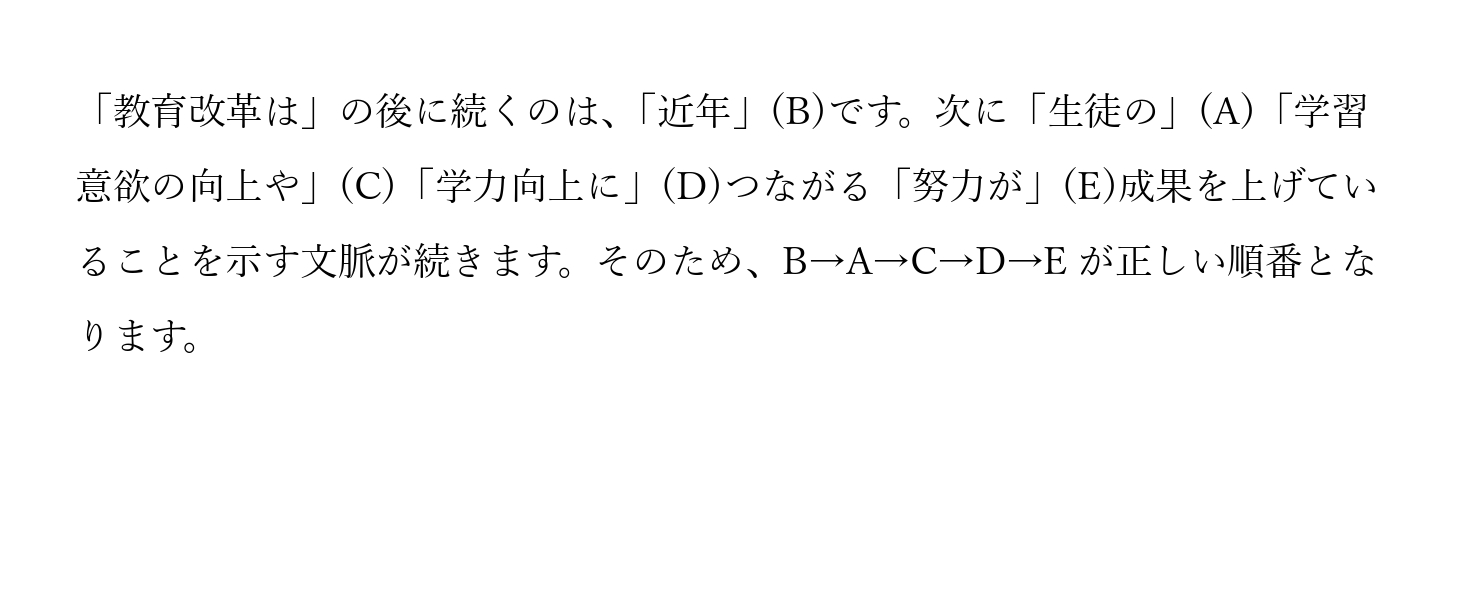 「教育改革は」の後に続くのは、「近年」(B)です。次に「生徒の」(A)「学習
意欲の向上や」(C)「学力向上に」(D)つながる「努力が」(E)成果を上げてい
ることを示す文脈が続きます。そのため、B→A→C→D→E が正しい順番とな
ります。